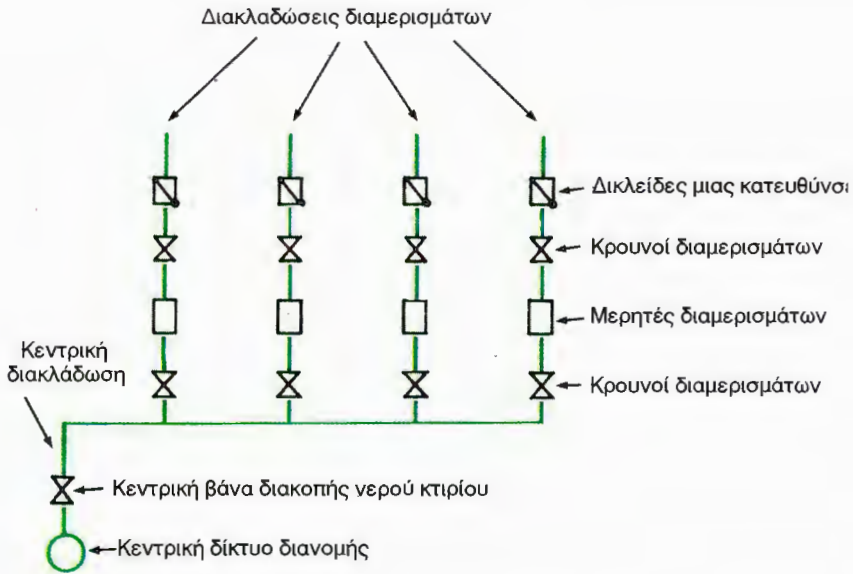 Διακλαδώσεις διαμερισμάτων
Δικλείδες μιας κατευθύνσε
Κρουνοί διαμερισμάτων
Μερητές διαμερισμάτων
Κεντρική
διακλάδωση
Κρουνοί διαμερισμάτων
Κεντρική βάνα διακοπής νερού κτιρίου
Κεντρική δίκτυο διανομής